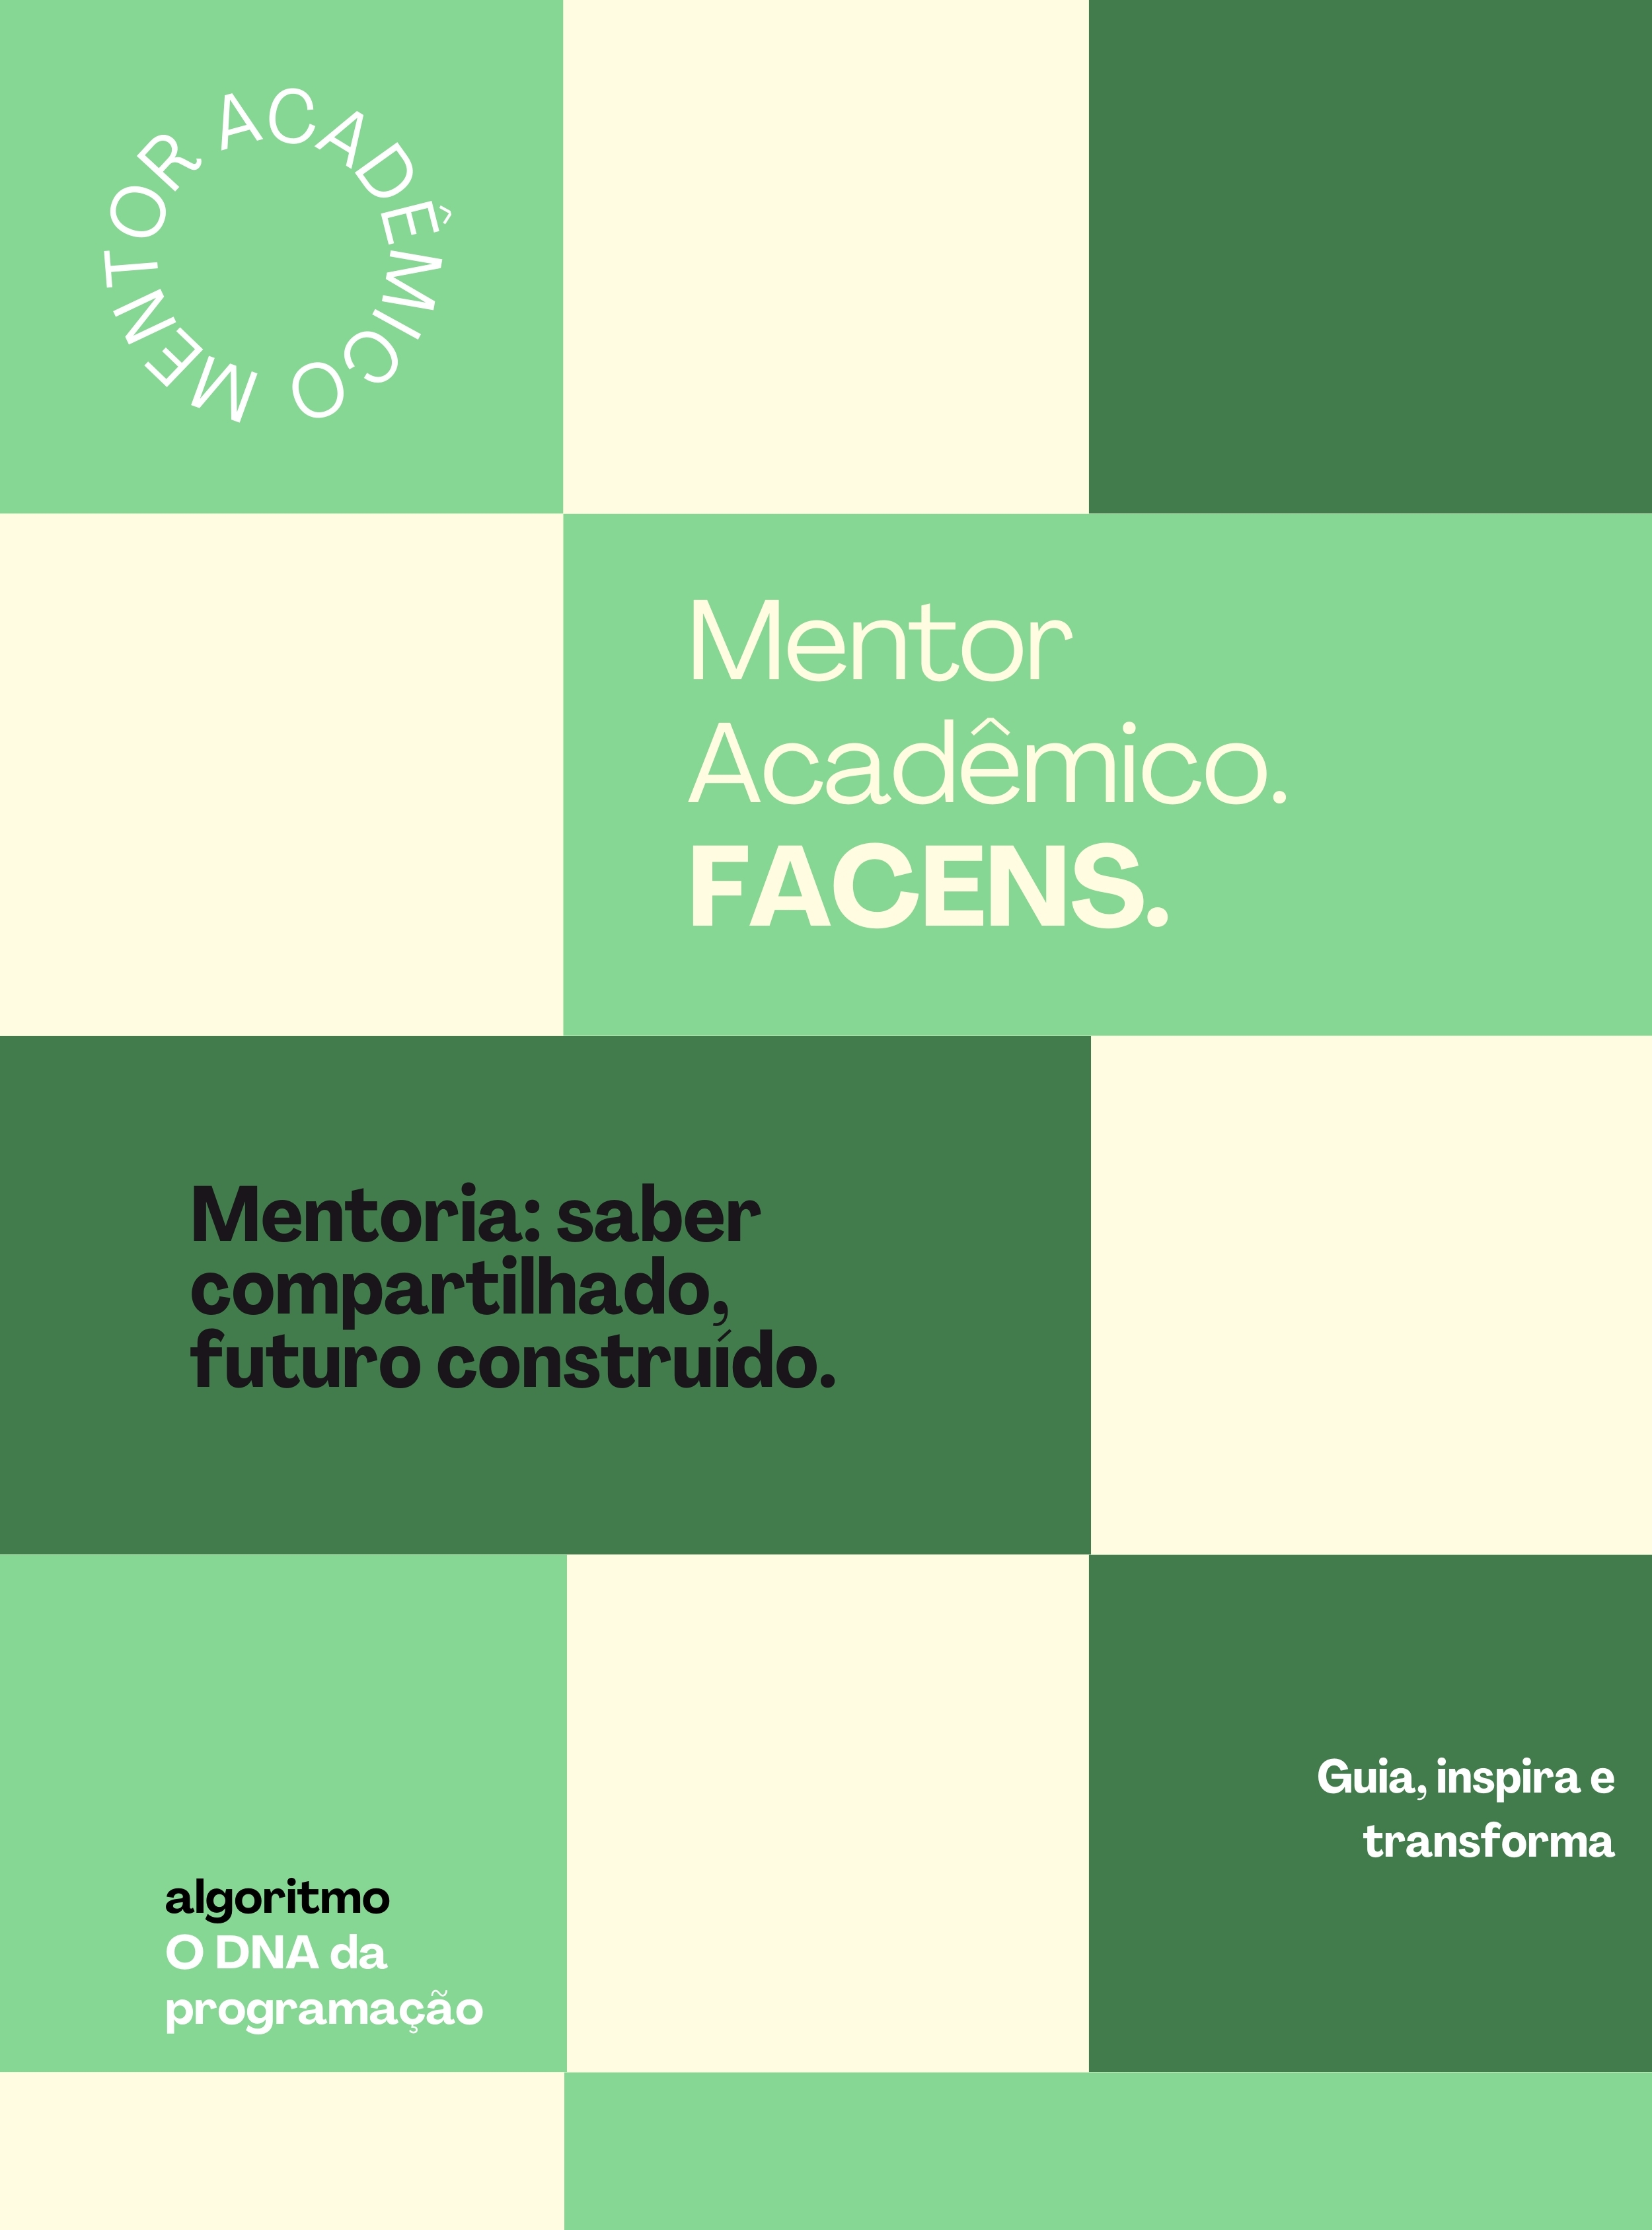 MENTOR ACADÊMICO
Mentor
Acadêmico.
FACENS.
Mentoria: saber
compartilhado,
futuro construído.
Guia, inspira e
transforma
algoritmo
O DNA da
programação